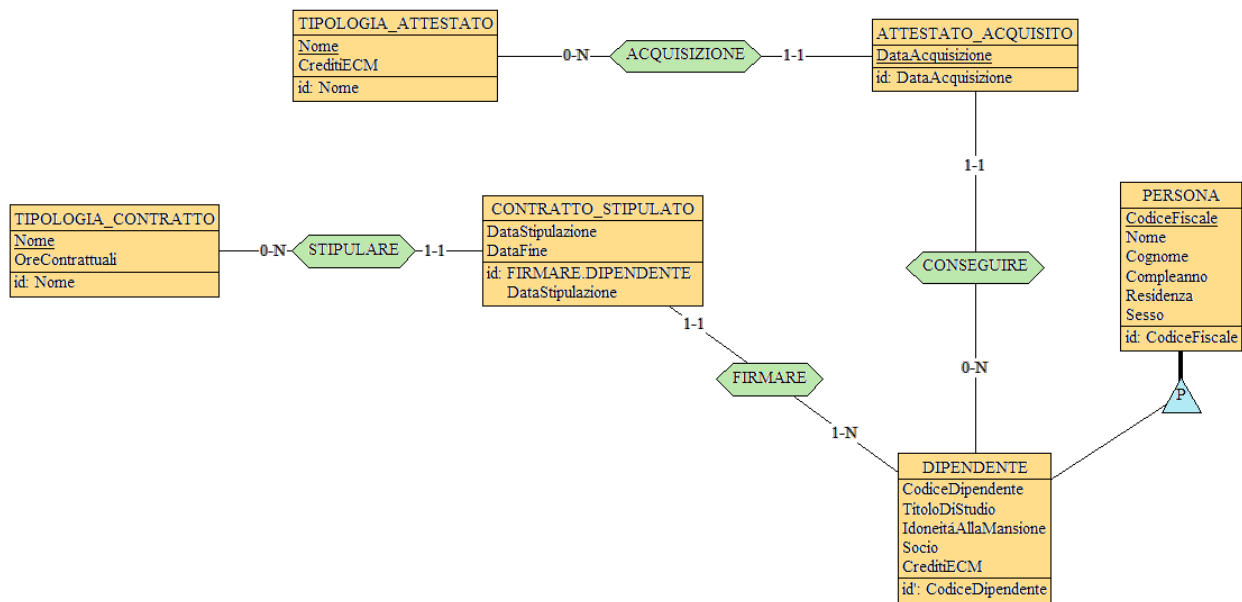 TIPOLOGIA_ATTESTATO
Nome
CreditiECM
id: Nome
0-N
ACQUISIZIONE
1-1
ATTESTATO_ACQUISITO
DataAcquisizione
id: DataAcquisizione
1-1
TIPOLOGIA_CONTRATTO
Nome
OreContrattuali
id: Nome
0-N
STIPULARE
1-1
CONTRATTO_STIPULATO
DataStipulazione
DataFine
id: FIRMARE.DIPENDENTE
DataStipulazione
CONSEGUIRE
PERSONA
CodiceFiscale
Nome
Cognome
Compleanno
Residenza
Sesso
id: CodiceFiscale
1-1
FIRMARE
1-N
0-N
P
DIPENDENTE
CodiceDipendente
TitoloDiStudio
IdoneitáAllaMansione
Socio
CreditiECM
id': CodiceDipendente